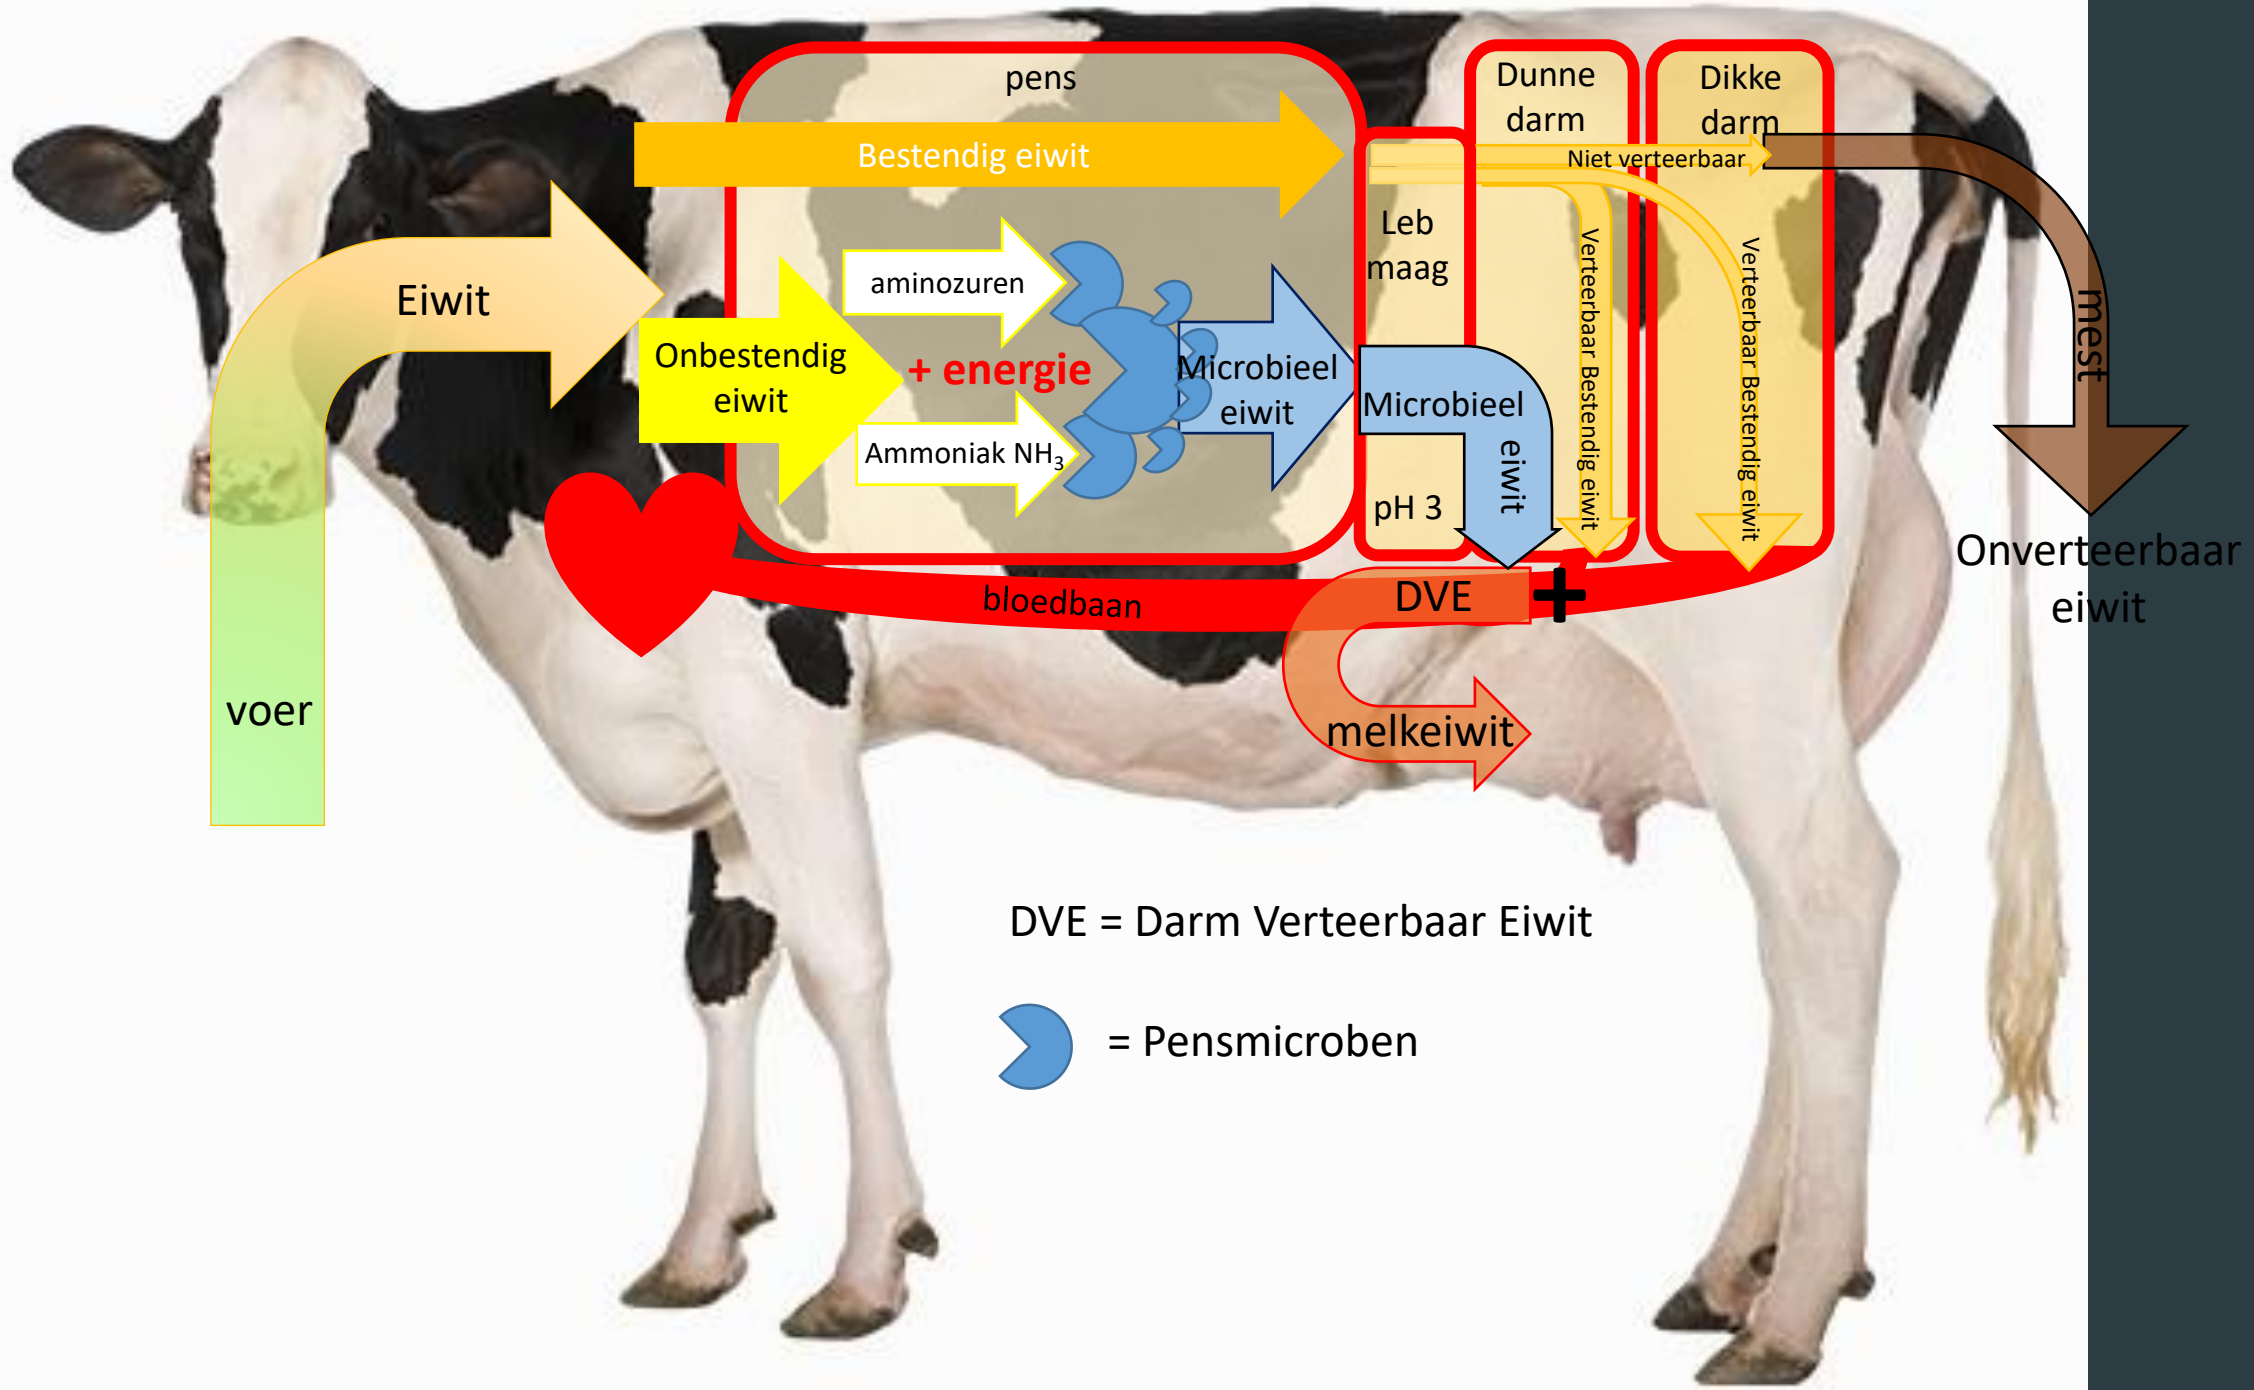 pens
Dunne
darm
Dikke
darm
Bestendig eiwit
Niet verteerbaar
Leb
maag
aminozuren
Eiwit
Onbestendig
eiwit
+ energie
Microbieel
eiwit
Microbieel
eiwit
Ammoniak NH₃
pH 3
Verteerbaar Bestendig eiwit
Verteerbaar Bestendig eiwit
mest
Onverteerbaar
eiwit
bloedbaan
DVE
+
voer
melkeiwit
DVE = Darm Verteerbaar Eiwit
= Pensmicroben